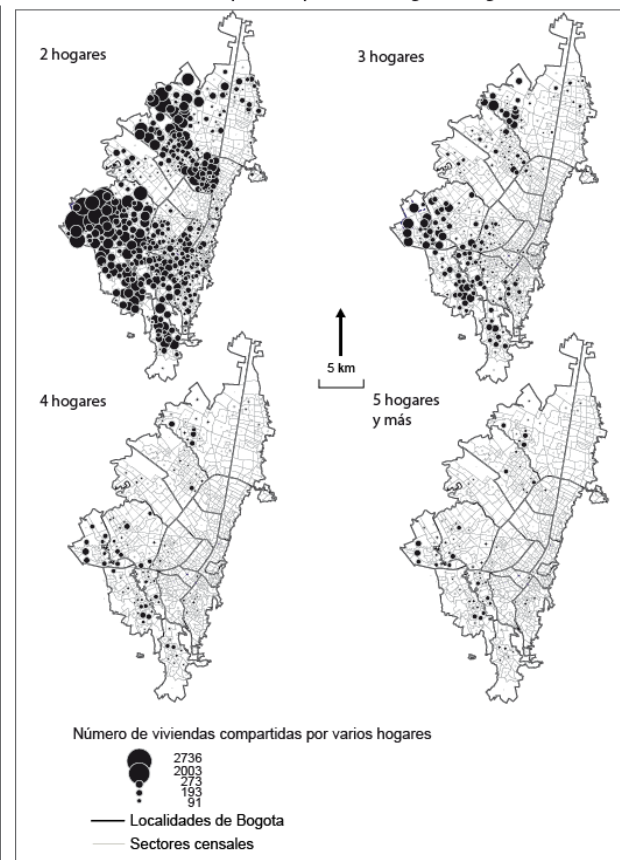 2 hogares
3 hogares
5 km
4 hogares
5 hogares
y más
Número de viviendas compartidas por varios hogares
2736
2003
273
193
91
Localidades de Bogota
Sectores censales